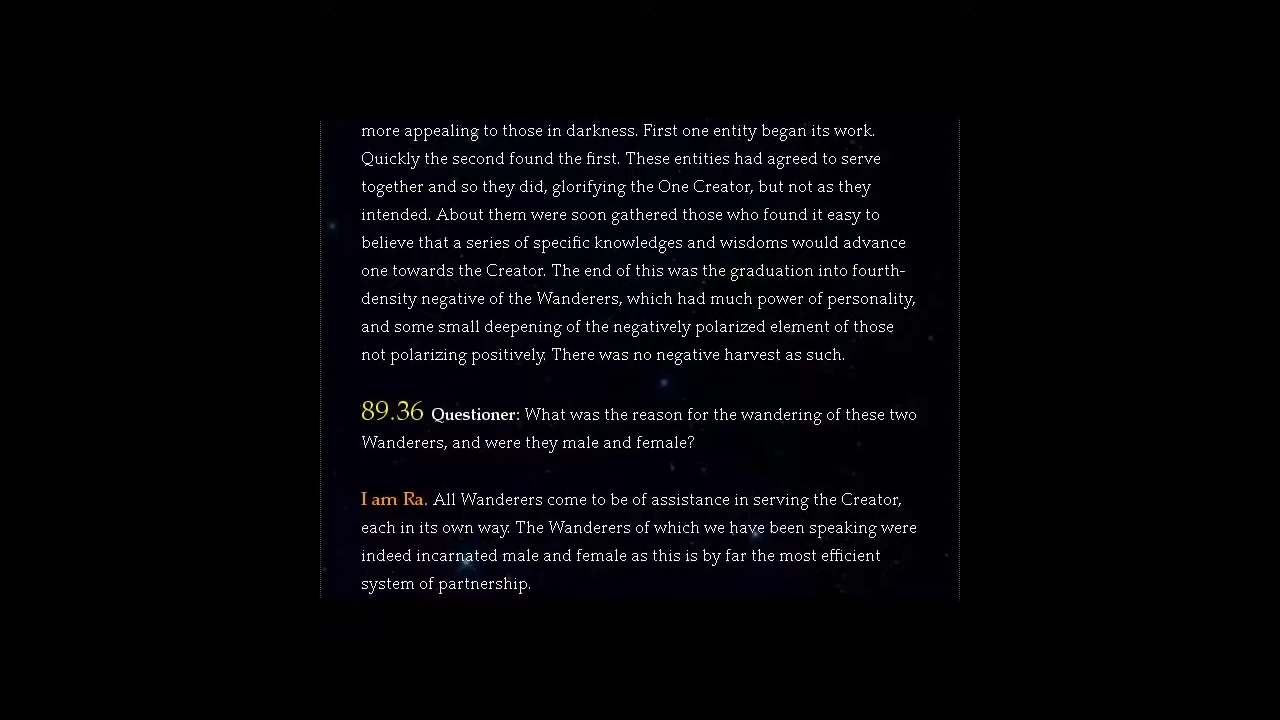 more appealing to those in darkness. First one entity began its work.
Quickly the second found the first. These entities had agreed to serve
together and so they did, glorifying the One Creator, but not as they
intended. About them were soon gathered those who found it easy to
believe that a series of specific knowledges and wisdoms would advance
one towards the Creator. The end of this was the graduation into fourth-
density negative of the Wanderers, which had much power of personality,
and some small deepening of the negatively polarized element of those
not polarizing positively. There was no negative harvest as such.
89.36 Questioner: What was the reason for the wandering of these two
Wanderers, and were they male and female?
I am Ra. All Wanderers come to be of assistance in serving the Creator,
each in its own way. The Wanderers of which we have been speaking were
indeed incarnated male and female as this is by far the most efficient
system of partnership.